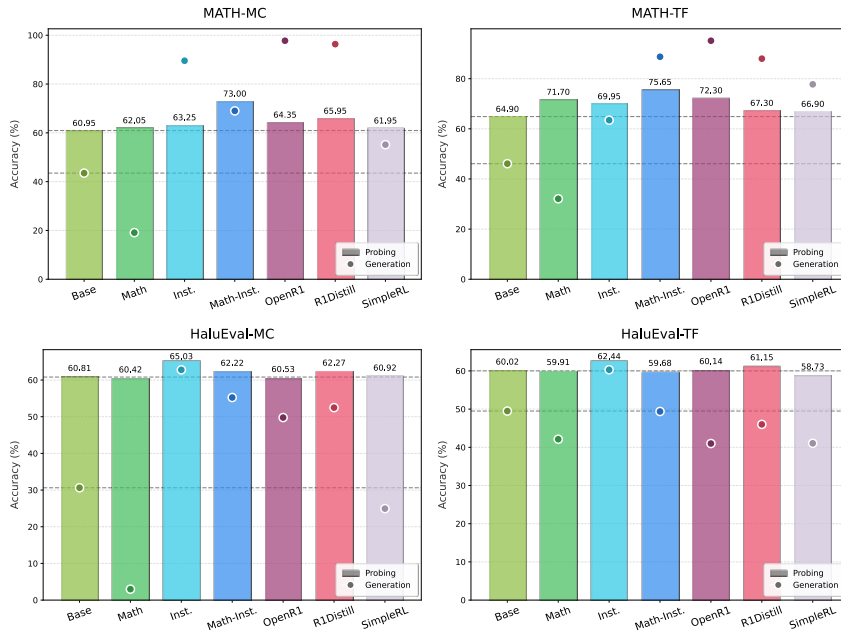 MATH-MC
Accuracy (%)
100
80
60
40
20
0
60.95
62.05
63.25
73.00
64.35
65.95
61.95
Probing
Generation
Base
Math
Inst.
Math-Inst.
OpenR1
R1Distill
SimpleRL
MATH-TF
Accuracy (%)
80
60
40
20
0
64.90
71.70
69.95
75.65
72.30
67.30
66.90
Probing
Generation
Base
Math
Inst.
Math-Inst.
OpenR1
R1Distill
SimpleRL
HaluEval-MC
Accuracy (%)
60
50
40
30
20
10
0
60.81
60.42
65.03
62.22
60.53
62.27
60.92
Probing
Generation
Base
Math
Inst.
Math-Inst.
OpenR1
R1Distill
SimpleRL
HaluEval-TF
Accuracy (%)
60
50
40
30
20
10
0
60.02
59.91
62.44
59.68
60.14
61.15
58.73
Probing
Generation
Base
Math
Inst.
Math-Inst.
OpenR1
R1Distill
SimpleRL